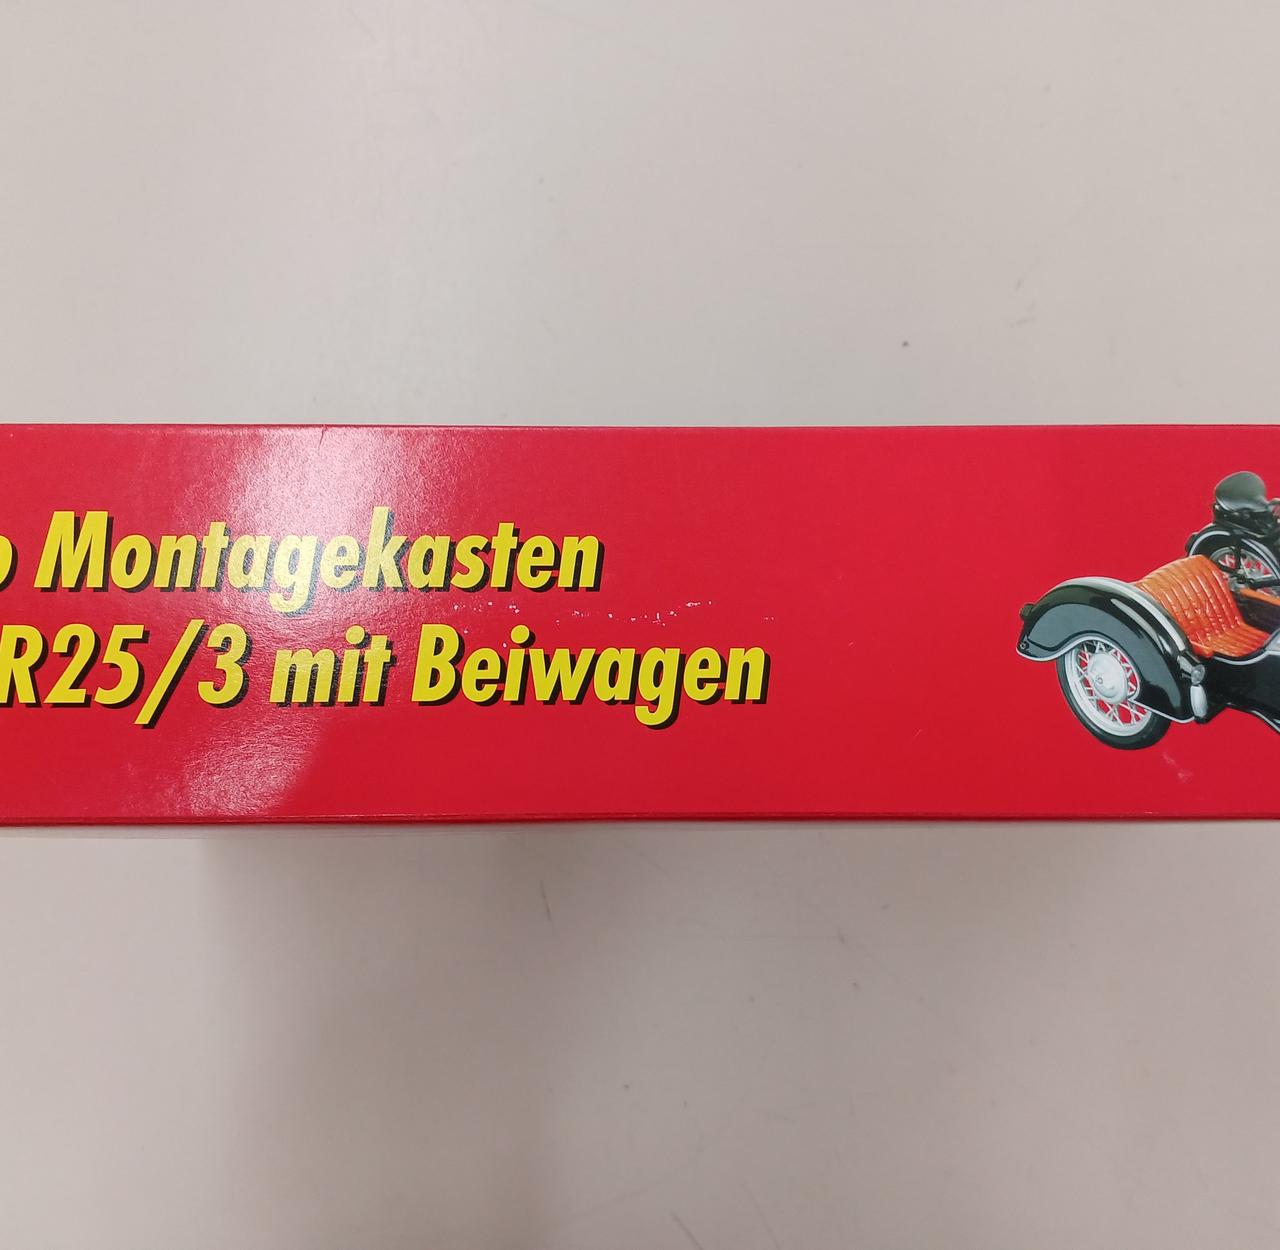 o Montagekasten
R25/3 mit Beiwagen